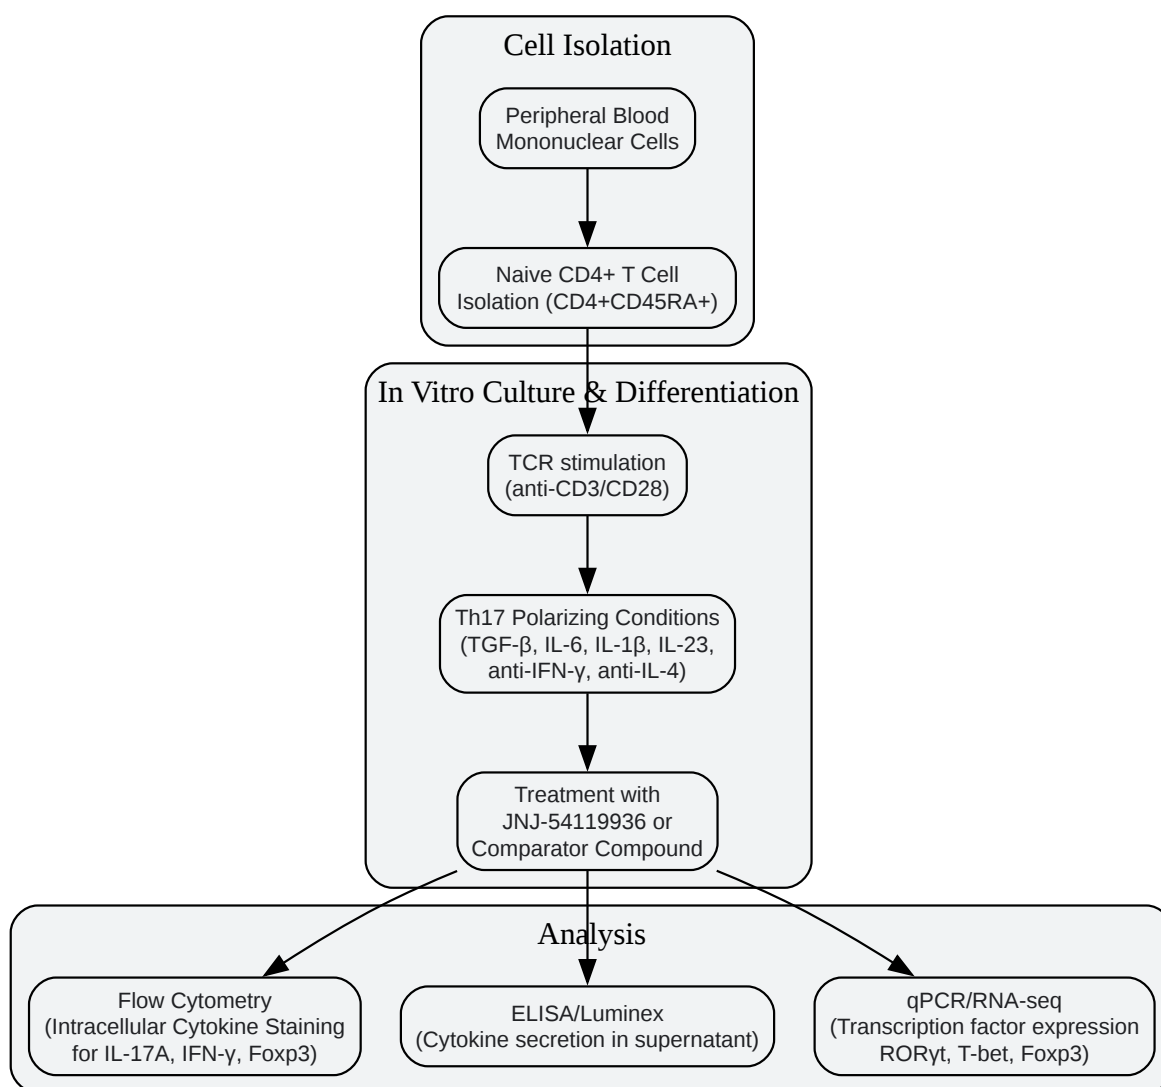 Cell Isolation
Peripheral Blood
Mononuclear Cells
Naive CD4+ T Cell
Isolation (CD4+CD45RA+)
In Vitro Culture & Differentiation
TCR stimulation
(anti-CD3/CD28)
Th17 Polarizing Conditions
(TGF-β, IL-6, IL-1β, IL-23,
anti-IFN-γ, anti-IL-4)
Treatment with
JNJ-54119936 or
Comparator Compound
Analysis
Flow Cytometry
(Intracellular Cytokine Staining
for IL-17A, IFN-γ, Foxp3)
ELISA/Luminex
(Cytokine secretion in supernatant)
qPCR/RNA-seq
(Transcription factor expression
RORγt, T-bet, Foxp3)